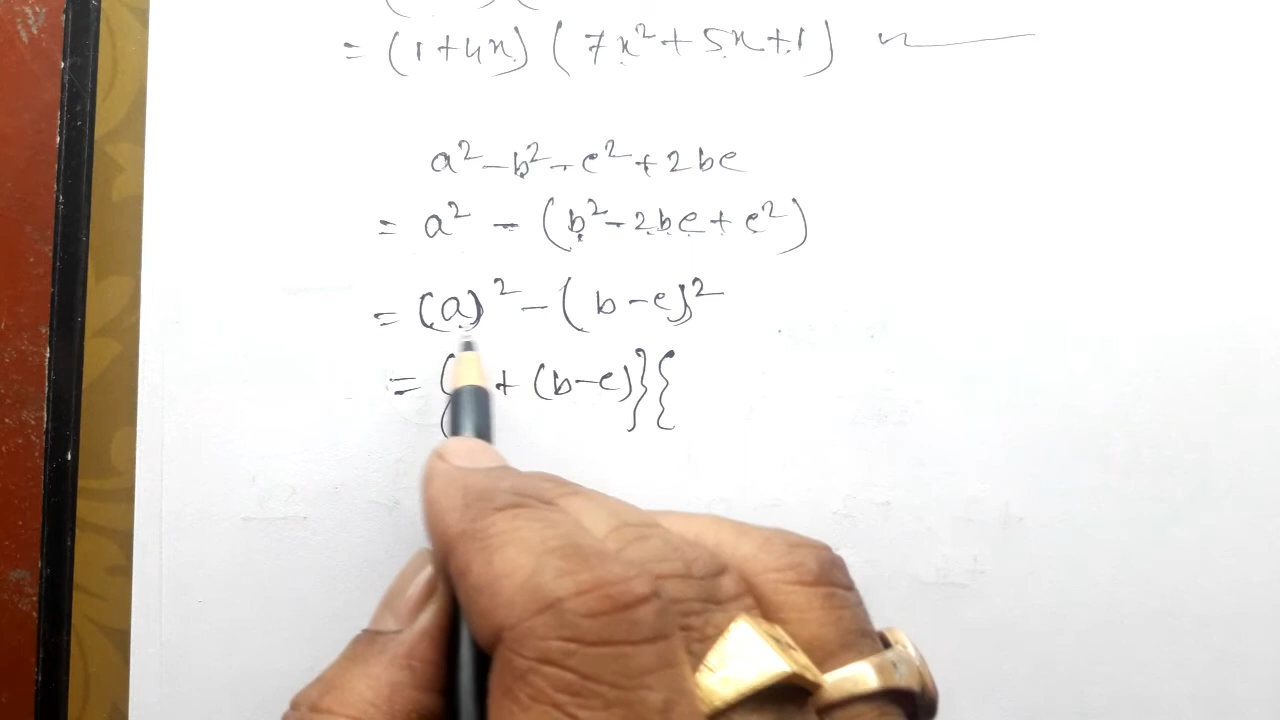 = (1+4x) (7x²+5x+1)
a²-b²-c²+2bc
= a² - (b²-2bc+c²)
= (a)² - (b-c)²
= { + (b-c)}{